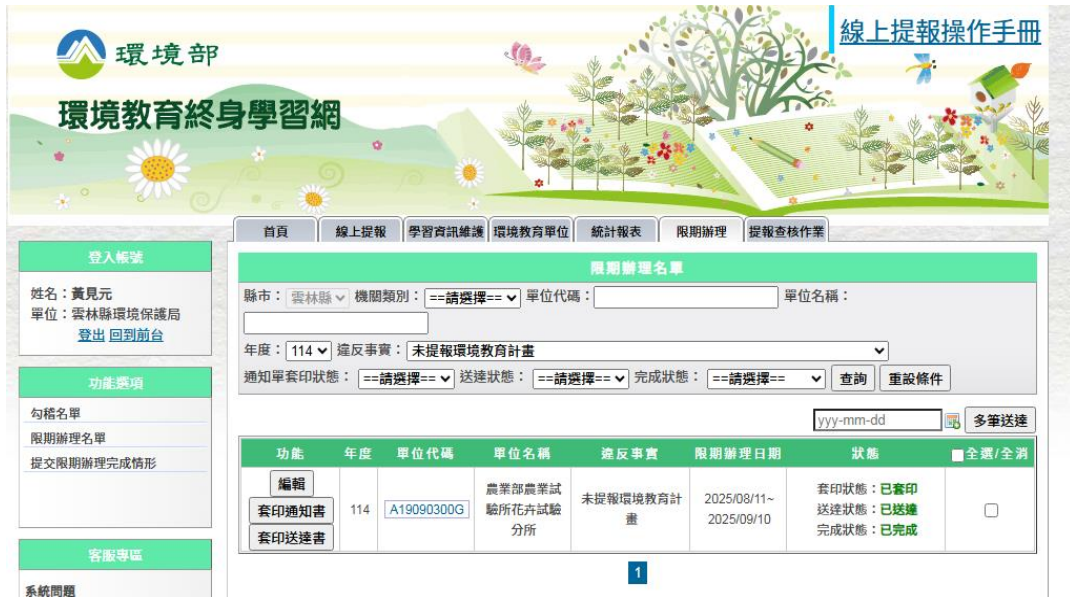 環境部
線上提報操作手冊
環境教育終身學習網
首頁 線上提報 學習資訊維護 環境教育單位 統計報表 限期辦理 提報查核作業
登入帳號
姓名：黃見元
單位：雲林縣環境保護局
登出 回到前台
功能選項
勾稽名單
限期辦理名單
提交限期辦理完成情形
客服專區
系統問題
限期辦理名單
縣市： 雲林縣 機關類別： ==請選擇== 單位代碼： 單位名稱：
年度： 114 違反事實： 未提報環境教育計畫
通知單套印狀態： ==請選擇== 送達狀態： ==請選擇== 完成狀態： ==請選擇== 查詢 重設條件
yyy-mm-dd 多筆送達
功能 年度 單位代碼 單位名稱 違反事實 限期辦理日期 狀態 全選/全消
編輯
套印通知書
套印送達書
114
A19090300G
農業部農業試
驗所花卉試驗
分所
未提報環境教育計
畫
2025/08/11~
2025/09/10
套印狀態：已套印
送達狀態：已送達
完成狀態：已完成
1